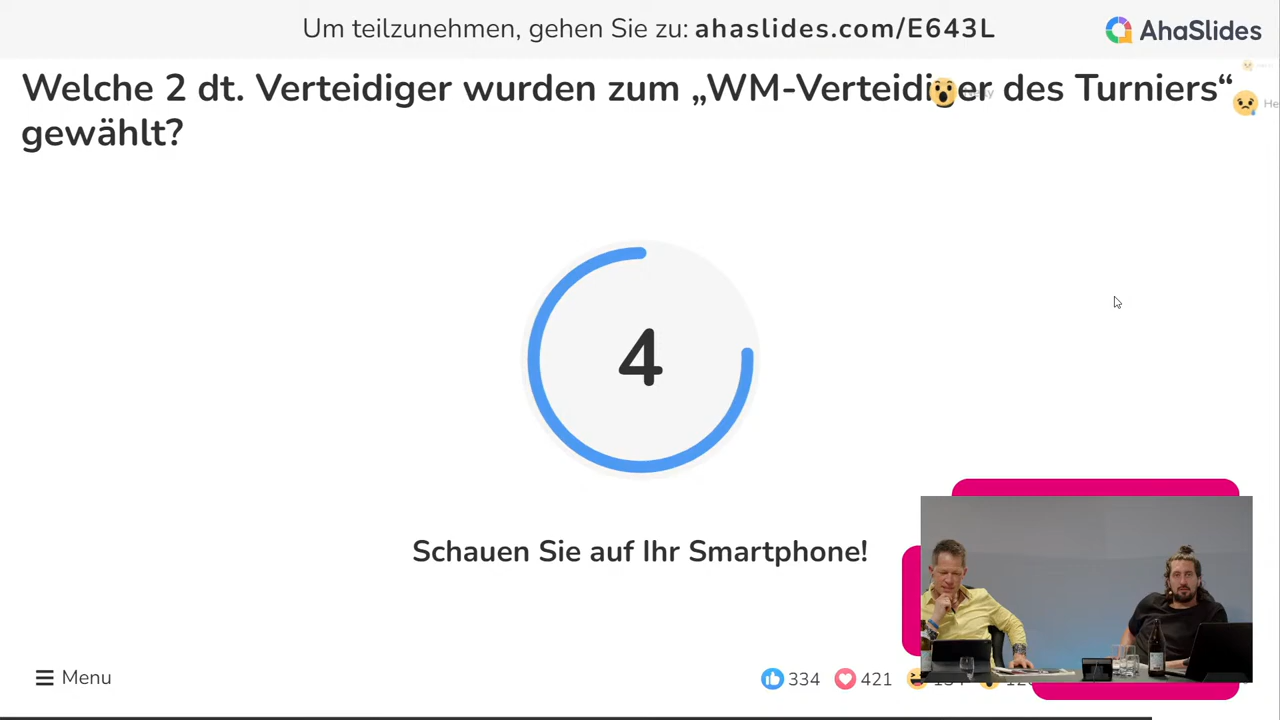 Um teilzunehmen, gehen Sie zu: ahaslides.com/E643L
AhaSlides
Welche 2 dt. Verteidiger wurden zum „WM-Verteidiger des Turniers“
gewählt?
4
Schauen Sie auf Ihr Smartphone!
Menu
334
421